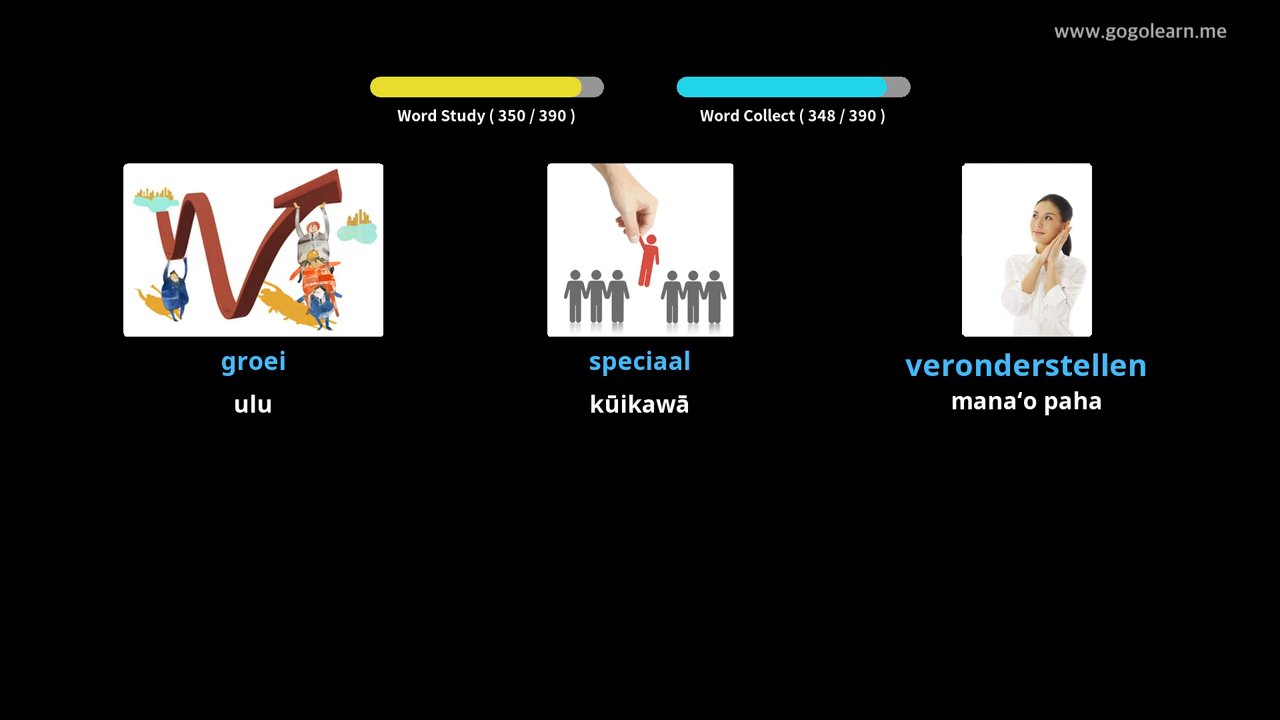 www.gogolearn.me
Word Study ( 350 / 390 )
Word Collect ( 348 / 390 )
groei
speciaal
veronderstellen
ulu
kūikawā
manaʻo paha